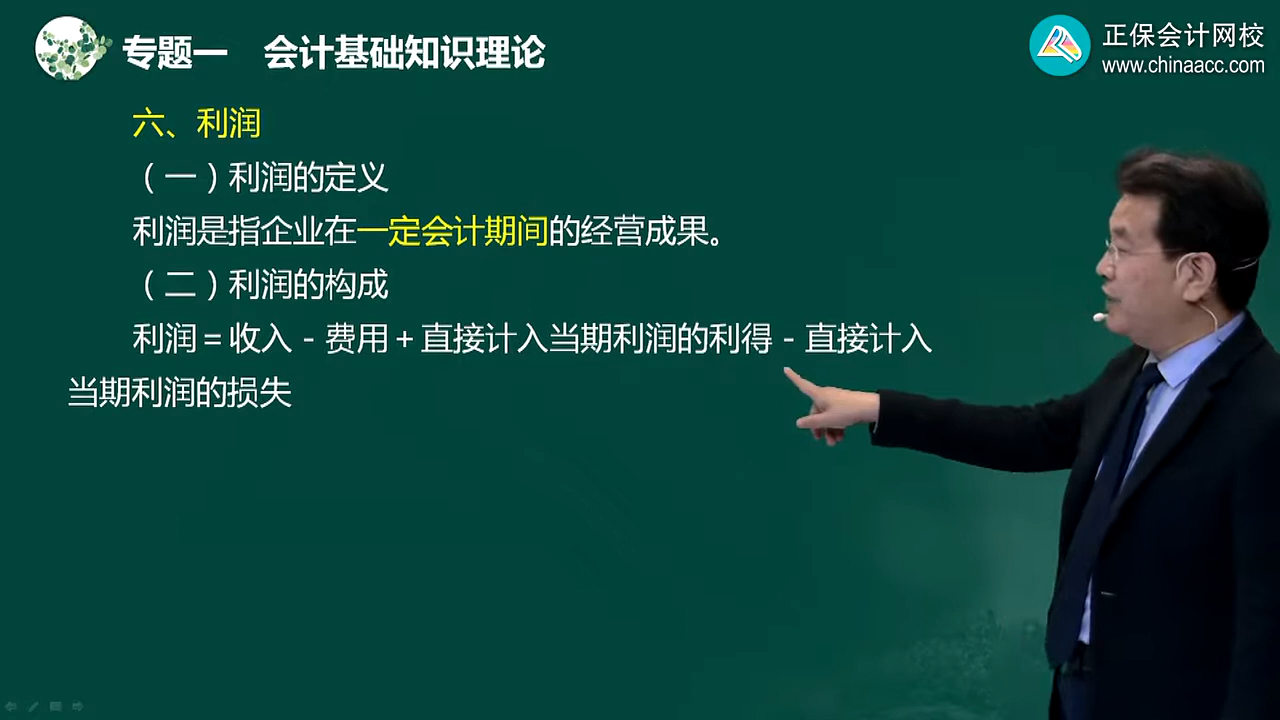 专题一 会计基础知识理论
正保会计网校
www.chinaacc.com
六、利润
（一）利润的定义
利润是指企业在一定会计期间的经营成果。
（二）利润的构成
利润＝收入－费用＋直接计入当期利润的利得－直接计入
当期利润的损失